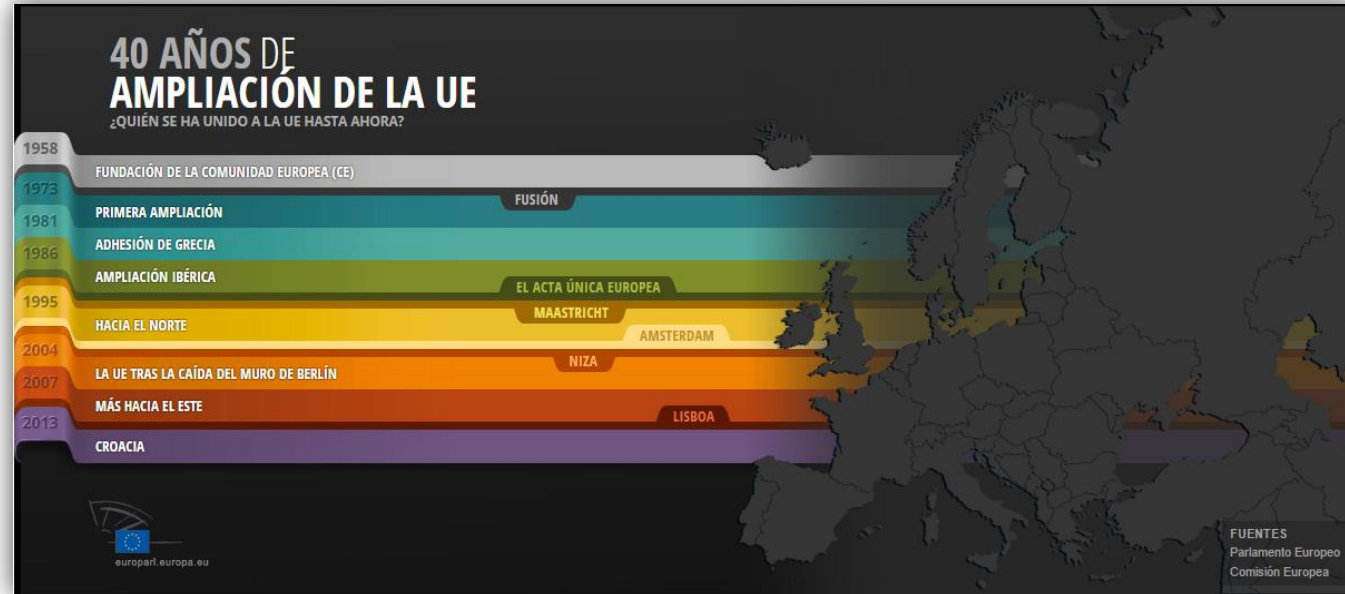 40 AÑOS DE
AMPLIACIÓN DE LA UE
¿QUIÉN SE HA UNIDO A LA UE HASTA AHORA?
1958
FUNDACIÓN DE LA COMUNIDAD EUROPEA (CE)
1973
FUSIÓN
PRIMERA AMPLIACIÓN
1981
ADHESIÓN DE GRECIA
1986
AMPLIACIÓN IBÉRICA
EL ACTA ÚNICA EUROPEA
1995
MAASTRICHT
HACIA EL NORTE
AMSTERDAM
2004
NIZA
LA UE TRAS LA CAÍDA DEL MURO DE BERLÍN
2007
MÁS HACIA EL ESTE
LISBOA
2013
CROACIA
europarl.europa.eu
FUENTES
Parlamento Europeo
Comisión Europea